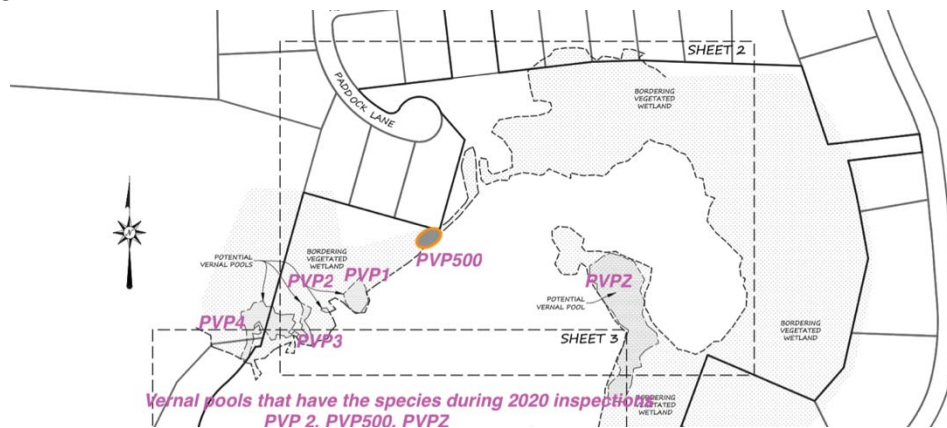 SHEET 2
PADDOCK LANE
BORDERING
VEGETATED
WETLAND
N
PVP500
POTENTIAL
VERNAL POOLS
BORDERING
VEGETATED
WETLAND
PVP2
PVP1
PVPZ
POTENTIAL
VERNAL POOL
PVP4
PVP3
SHEET 3
BORDERING
VEGETATED
WETLAND
Vernal pools that have the species during 2020 inspections
PVP 2, PVP500, PVPZ
BORDERING
VEGETATED
WETLAND